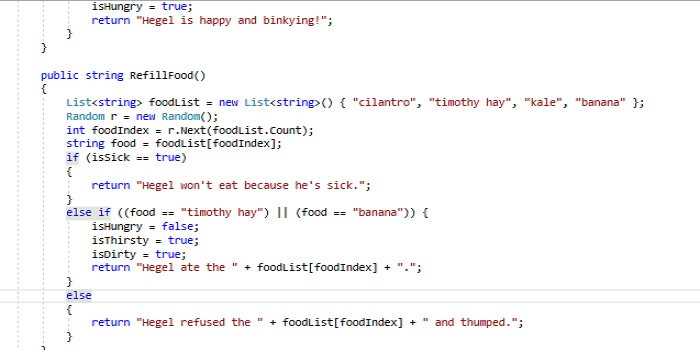 isHungry = true;
return "Hegel is happy and binkying!";
}
}
public string RefillFood()
{
List<string> foodList = new List<string>() { "cilantro", "timothy hay", "kale", "banana" };
Random r = new Random();
int foodIndex = r.Next(foodList.Count);
string food = foodList[foodIndex];
if (isSick == true)
{
return "Hegel won't eat because he's sick.";
}
else if ((food == "timothy hay") || (food == "banana")) {
isHungry = false;
isThirsty = true;
isDirty = true;
return "Hegel ate the " + foodList[foodIndex] + ".";
}
else
{
return "Hegel refused the " + foodList[foodIndex] + " and thumped.";
}
}